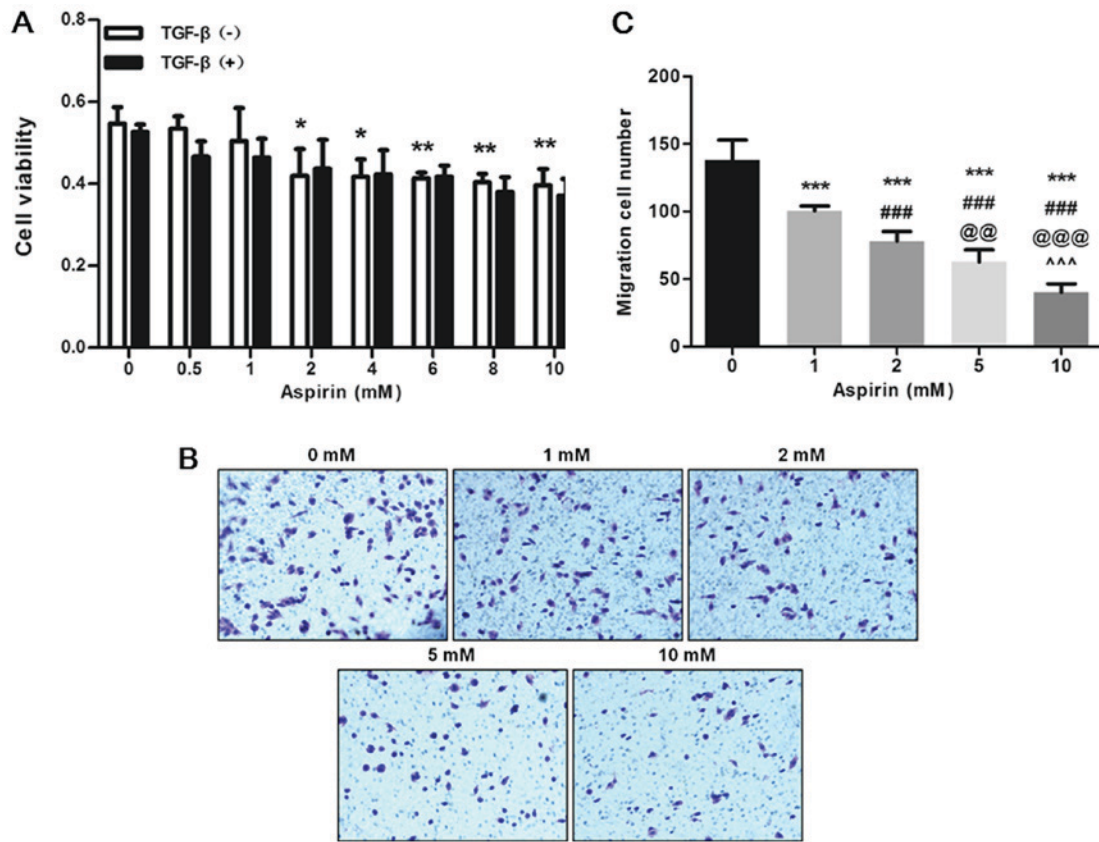 A
TGF-β (-)
TGF-β (+)
Cell viability
0.8
0.6
0.4
0.2
0.0
* * ** ** **
0 0.5 1 2 4 6 8 10
Aspirin (mM)
C
Migration cell number
200
150
100
50
0
*** *** *** ***
### ### ###
@@ @@@
^^^
0 1 2 5 10
Aspirin (mM)
B
0 mM 1 mM 2 mM
5 mM 10 mM